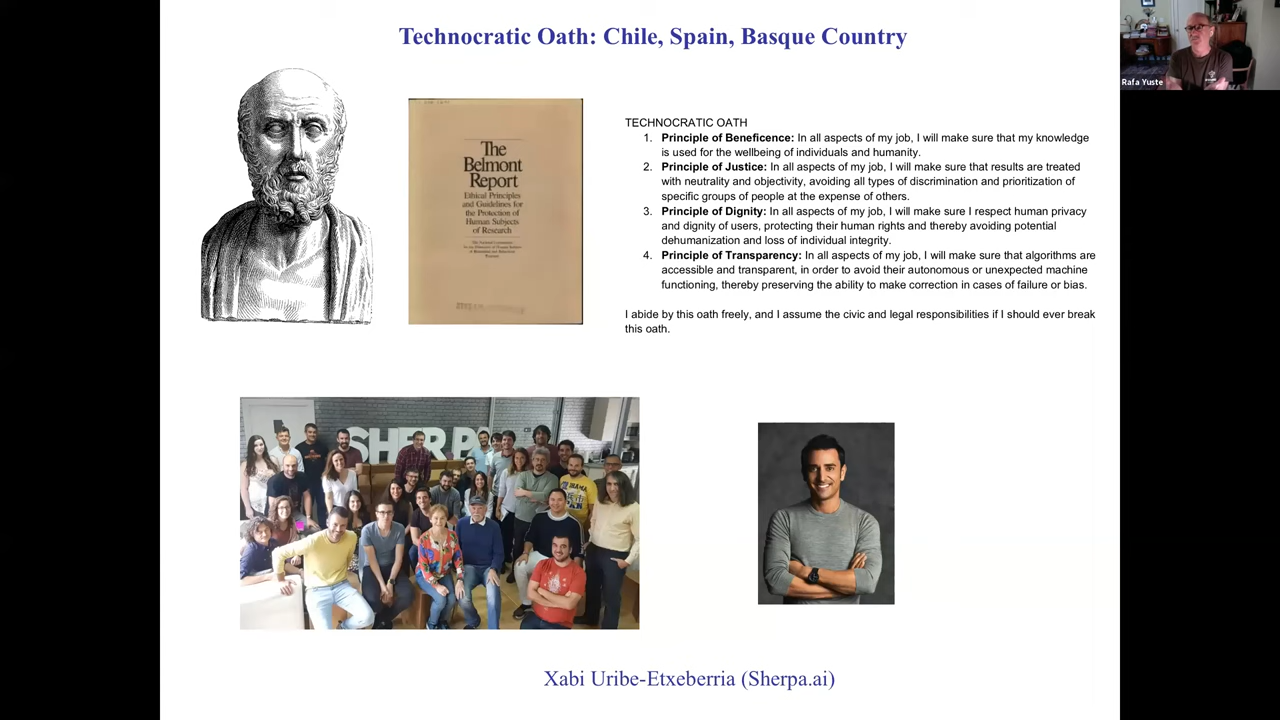 Technocratic Oath: Chile, Spain, Basque Country
Rafa Yuste
The
Belmont
Report
Ethical Principles
and Guidelines for
the Protection of
Human Subjects
of Research
TECHNOCRATIC OATH
1. Principle of Beneficence: In all aspects of my job, I will make sure that my knowledge
is used for the wellbeing of individuals and humanity.
2. Principle of Justice: In all aspects of my job, I will make sure that results are treated
with neutrality and objectivity, avoiding all types of discrimination and prioritization of
specific groups of people at the expense of others.
3. Principle of Dignity: In all aspects of my job, I will make sure I respect human privacy
and dignity of users, protecting their human rights and thereby avoiding potential
dehumanization and loss of individual integrity.
4. Principle of Transparency: In all aspects of my job, I will make sure that algorithms are
accessible and transparent, in order to avoid their autonomous or unexpected machine
functioning, thereby preserving the ability to make correction in cases of failure or bias.
I abide by this oath freely, and I assume the civic and legal responsibilities if I should ever break
this oath.
SHERP
Xabi Uribe-Etxeberria (Sherpa.ai)